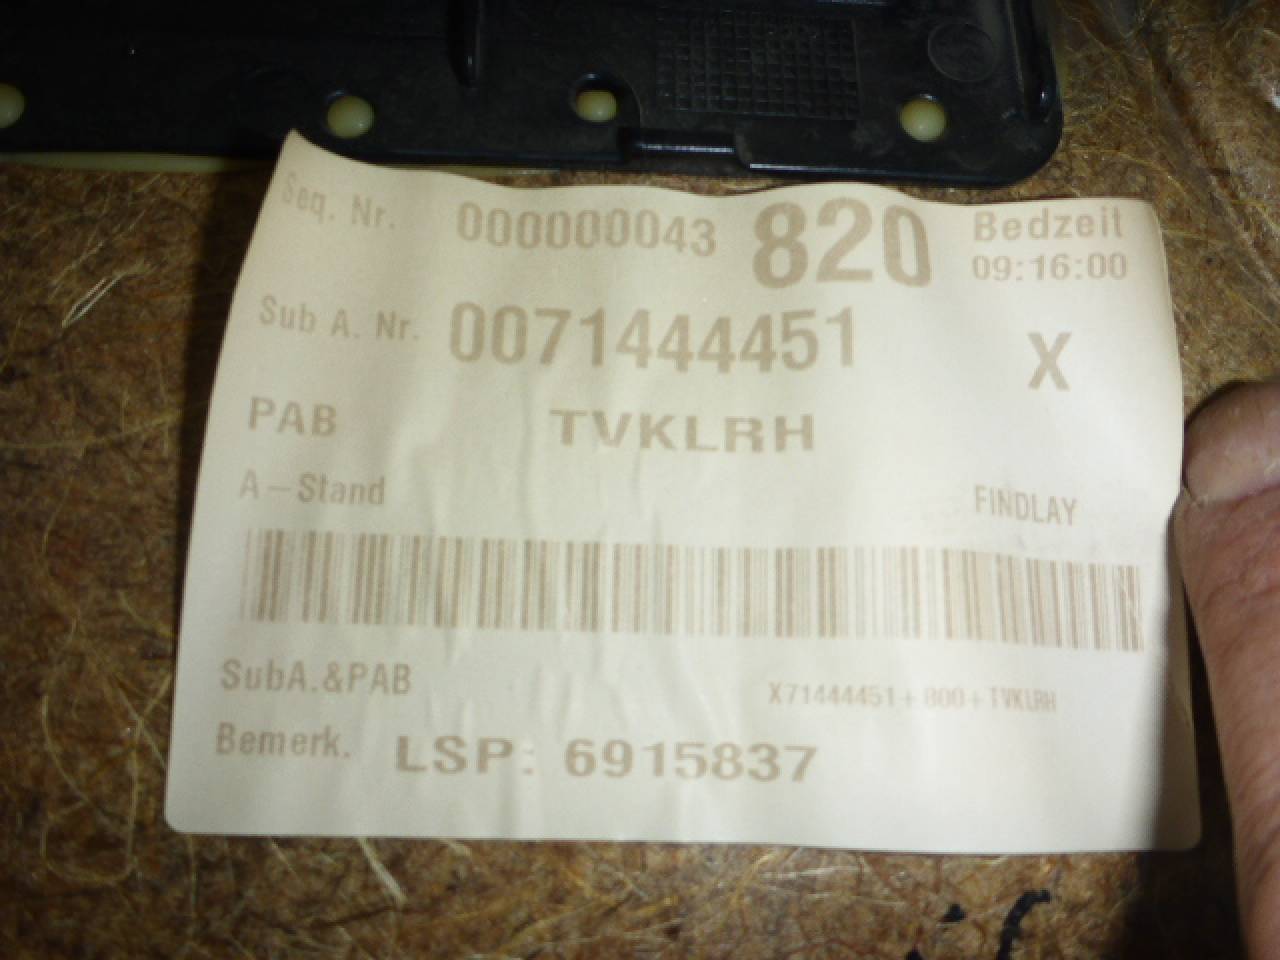 Seq. Nr. 000000043 820 Bedzeit
09:16:00
Sub A. Nr. 0071444451 X
PAB TVKLRH
A-Stand FINDLAY
SubA.&PAB X71444451+800+TVKLRH
Bemerk. LSP: 6915837